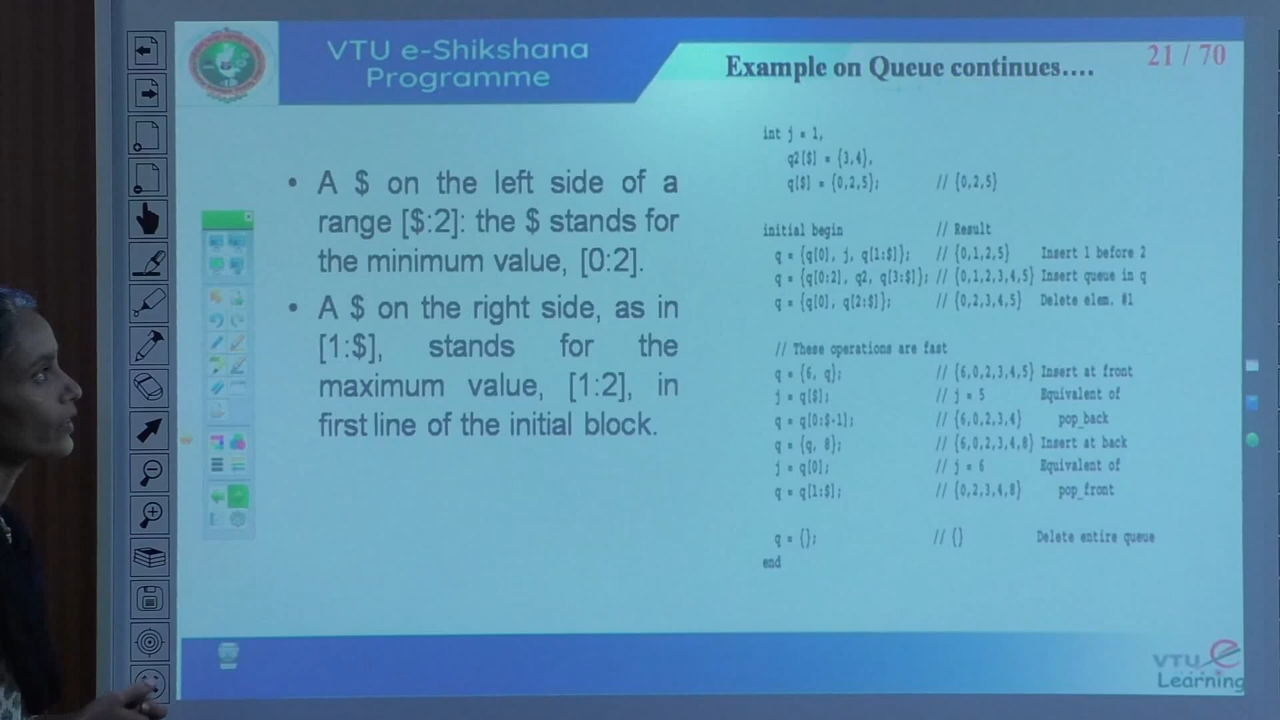 VTU e-Shikshana
Programme
Example on Queue continues....
21 / 70
• A $ on the left side of a
range [$:2]: the $ stands for
the minimum value, [0:2].
• A $ on the right side, as in
[1:$], stands for the
maximum value, [1:2], in
first line of the initial block.
int j = 1,
q2[$] = {3,4},
q[$] = {0,2,5}; // {0,2,5}
initial begin // Result
q = {q[0], j, q[1:$]}; // {0,1,2,5} Insert 1 before 2
q = {q[0:2], q2, q[3:$]}; // {0,1,2,3,4,5} Insert queue in q
q = {q[0], q[2:$]}; // {0,2,3,4,5} Delete elem. #1
// These operations are fast
q = {6, q}; // {6,0,2,3,4,5} Insert at front
j = q[$]; // j = 5 Equivalent of
q = q[0:$-1]; // {6,0,2,3,4} pop_back
q = {q, 8}; // {6,0,2,3,4,8} Insert at back
j = q[0]; // j = 6 Equivalent of
q = q[1:$]; // {0,2,3,4,8} pop_front
q = {}; // {} Delete entire queue
end
VTU e
Learning